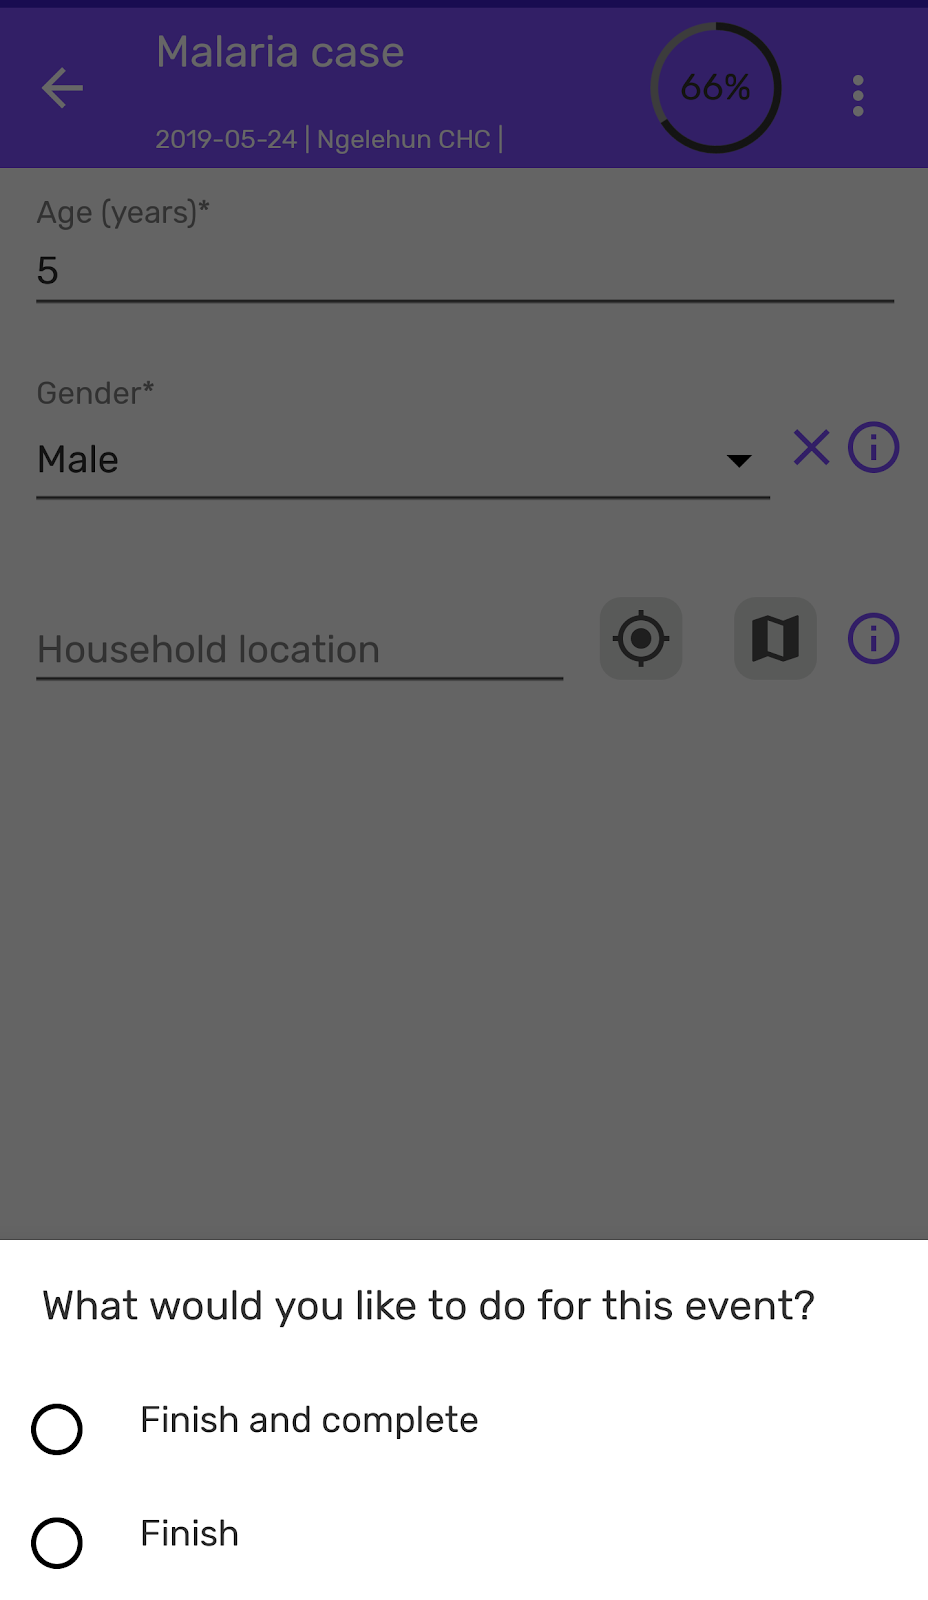 Malaria case
66%
2019-05-24 | Ngelehun CHC |
Age (years)*
5
Gender*
Male
Household location
What would you like to do for this event?
Finish and complete
Finish